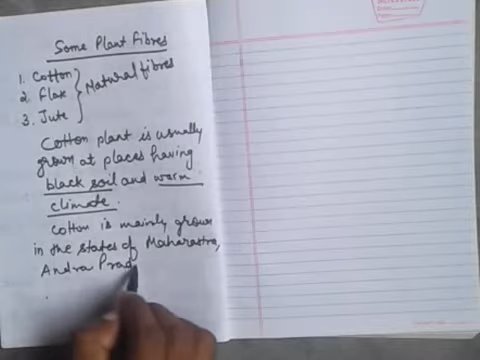 Some Plant Fibres
1. Cotton
2. Flax
3. Jute
Natural fibres
Cotton plant is usually
grown at places having
black soil and warm
climate.
Cotton is mainly grown
in the states of Maharastra,
Andra Prad